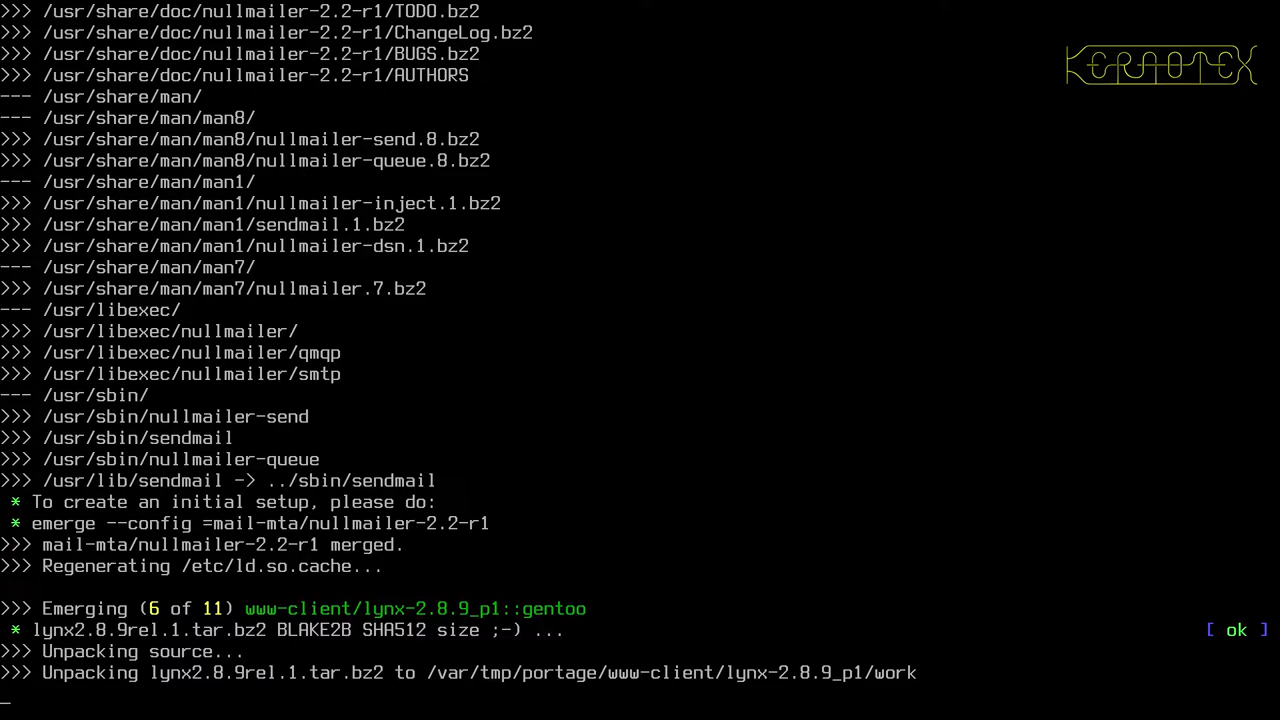 >>> /usr/share/doc/nullmailer-2.2-r1/TODO.bz2
>>> /usr/share/doc/nullmailer-2.2-r1/ChangeLog.bz2
>>> /usr/share/doc/nullmailer-2.2-r1/BUGS.bz2
>>> /usr/share/doc/nullmailer-2.2-r1/AUTHORS
KERAOTEX
--- /usr/share/man/
--- /usr/share/man/man8/
>>> /usr/share/man/man8/nullmailer-send.8.bz2
>>> /usr/share/man/man8/nullmailer-queue.8.bz2
--- /usr/share/man/man1/
>>> /usr/share/man/man1/nullmailer-inject.1.bz2
>>> /usr/share/man/man1/sendmail.1.bz2
>>> /usr/share/man/man1/nullmailer-dsn.1.bz2
--- /usr/share/man/man7/
>>> /usr/share/man/man7/nullmailer.7.bz2
--- /usr/libexec/
>>> /usr/libexec/nullmailer/
>>> /usr/libexec/nullmailer/qmqp
>>> /usr/libexec/nullmailer/smtp
--- /usr/sbin/
>>> /usr/sbin/nullmailer-send
>>> /usr/sbin/sendmail
>>> /usr/sbin/nullmailer-queue
>>> /usr/lib/sendmail -> ../sbin/sendmail
* To create an initial setup, please do:
* emerge --config =mail-mta/nullmailer-2.2-r1
>>> mail-mta/nullmailer-2.2-r1 merged.
>>> Regenerating /etc/ld.so.cache...
>>> Emerging (6 of 11) www-client/lynx-2.8.9_p1::gentoo
* lynx2.8.9rel.1.tar.bz2 BLAKE2B SHA512 size ;-) ... [ ok ]
>>> Unpacking source...
>>> Unpacking lynx2.8.9rel.1.tar.bz2 to /var/tmp/portage/www-client/lynx-2.8.9_p1/work